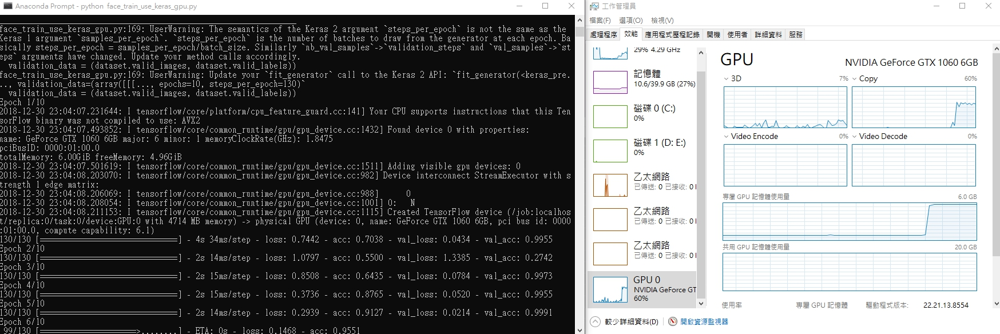 Anaconda Prompt - python face_train_use_keras_gpu.py
face_train_use_keras_gpu.py:169: UserWarning: The semantics of the Keras 2 argument `steps_per_epoch` is not the same as the
Keras 1 argument `samples_per_epoch`. `steps_per_epoch` is the number of batches to draw from the generator at each epoch. Ba
sically steps_per_epoch = samples_per_epoch/batch_size. Similarly `nb_val_samples`->`validation_steps` and `val_samples`->`st
eps` arguments have changed. Update your method calls accordingly.
validation_data = (dataset.valid_images, dataset.valid_labels))
face_train_use_keras_gpu.py:169: UserWarning: Update your `fit_generator` call to the Keras 2 API: `fit_generator(<keras_pre.
.., validation_data=(array([[[..., epochs=10, steps_per_epoch=130)`
validation_data = (dataset.valid_images, dataset.valid_labels))
Epoch 1/10
2018-12-30 23:04:07.231644: I tensorflow/core/platform/cpu_feature_guard.cc:141] Your CPU supports instructions that this Ten
sorFlow binary was not compiled to use: AVX2
2018-12-30 23:04:07.493852: I tensorflow/core/common_runtime/gpu/gpu_device.cc:1432] Found device 0 with properties:
name: GeForce GTX 1060 6GB major: 6 minor: 1 memoryClockRate(GHz): 1.8475
pciBusID: 0000:01:00.0
totalMemory: 6.00GiB freeMemory: 4.96GiB
2018-12-30 23:04:07.501619: I tensorflow/core/common_runtime/gpu/gpu_device.cc:1511] Adding visible gpu devices: 0
2018-12-30 23:04:08.203070: I tensorflow/core/common_runtime/gpu/gpu_device.cc:982] Device interconnect StreamExecutor with s
trength 1 edge matrix:
2018-12-30 23:04:08.206069: I tensorflow/core/common_runtime/gpu/gpu_device.cc:988] 0
2018-12-30 23:04:08.208054: I tensorflow/core/common_runtime/gpu/gpu_device.cc:1001] 0: N
2018-12-30 23:04:08.211153: I tensorflow/core/common_runtime/gpu/gpu_device.cc:1115] Created TensorFlow device (/job:localhos
t/replica:0/task:0/device:GPU:0 with 4714 MB memory) -> physical GPU (device: 0, name: GeForce GTX 1060 6GB, pci bus id: 0000
:01:00.0, compute capability: 6.1)
130/130 [==============================] - 4s 34ms/step - loss: 0.7442 - acc: 0.7038 - val_loss: 0.0434 - val_acc: 0.9955
Epoch 2/10
130/130 [==============================] - 2s 14ms/step - loss: 1.0797 - acc: 0.5500 - val_loss: 1.3385 - val_acc: 0.2742
Epoch 3/10
130/130 [==============================] - 2s 15ms/step - loss: 0.8508 - acc: 0.6435 - val_loss: 0.0784 - val_acc: 0.9973
Epoch 4/10
130/130 [==============================] - 2s 15ms/step - loss: 0.3736 - acc: 0.8765 - val_loss: 0.0520 - val_acc: 0.9955
Epoch 5/10
130/130 [==============================] - 2s 14ms/step - loss: 0.2939 - acc: 0.9127 - val_loss: 0.0214 - val_acc: 0.9991
Epoch 6/10
99/130 [=====================>........] - ETA: 0s - loss: 0.1468 - acc: 0.9551
工作管理員
檔案(F) 選項(O) 檢視(V)
處理程序 效能 應用程式歷程記錄 開機 使用者 詳細資料 服務
29% 4.29 GHz
記憶體
10.6/39.9 GB (27%)
磁碟 0 (C:)
0%
磁碟 1 (D: E:)
0%
乙太網路
已傳送: 0 已接收: 0
乙太網路
已傳送: 0 已接收: 0
乙太網路
已傳送: 0 已接收: 0
GPU 0
NVIDIA GeForce GT
60%
GPU NVIDIA GeForce GTX 1060 6GB
3D 7% Copy 60%
Video Encode 0% Video Decode 0%
專屬 GPU 記憶體使用量 6.0 GB
共用 GPU 記憶體使用量 20.0 GB
使用率 專屬 GPU 記憶體 驅動程式版本: 22.21.13.8554
較少詳細資料(D) 開啟資源監視器